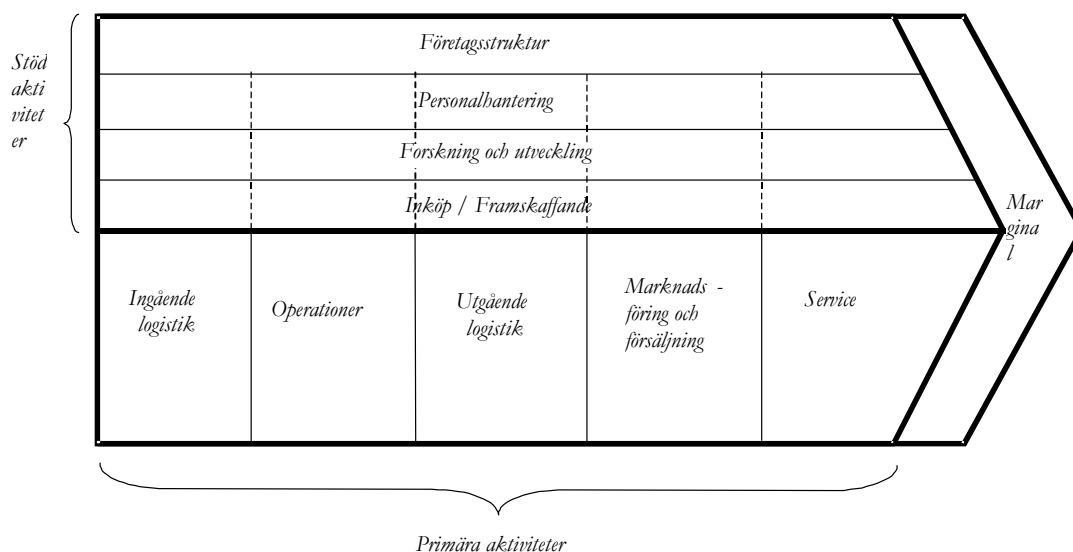 Företagsstruktur
Stöd
akti
vitet
er
Personalhantering
Forskning och utveckling
Inköp / Framskaffande
Mar
gina
l
Ingående
logistik
Operationer
Utgående
logistik
Marknads -
föring och
försäljning
Service
Primära aktiviteter